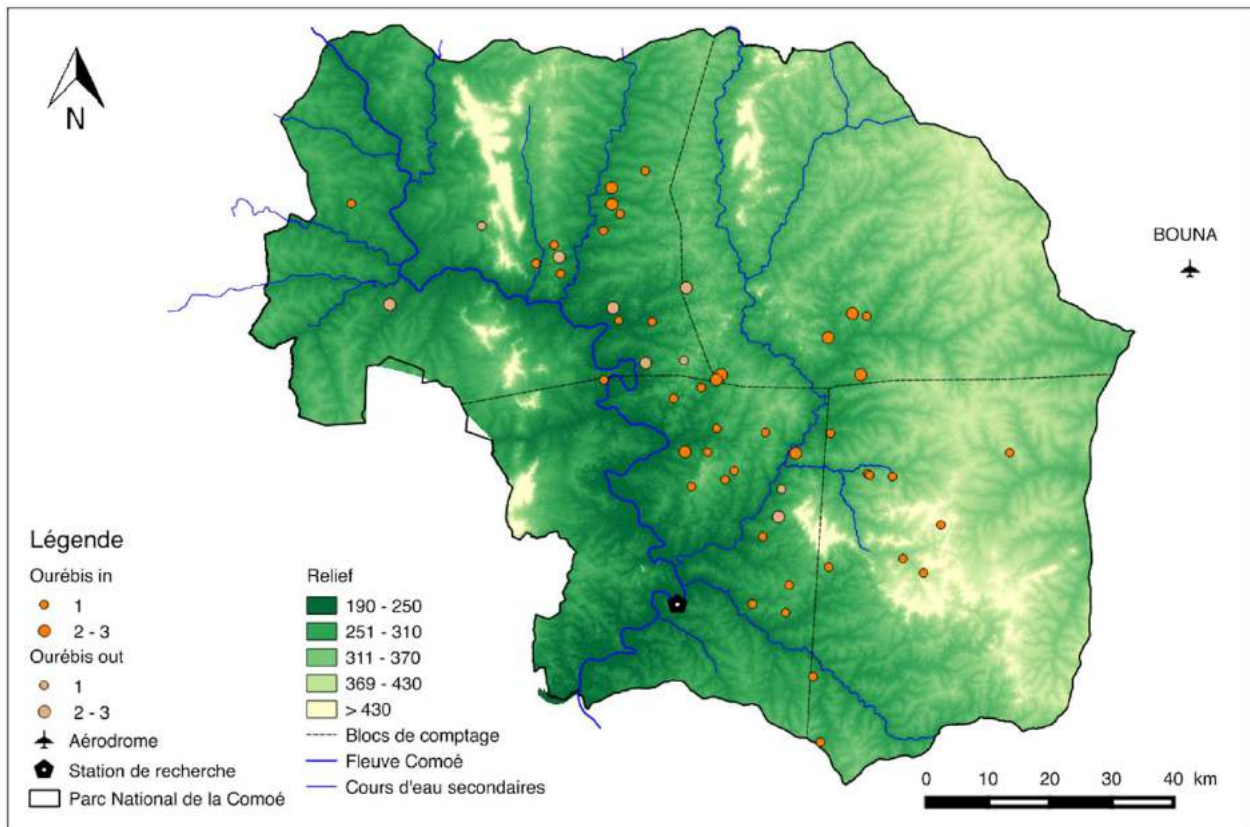 N
BOUNA
Légende
Ourébis in
1
2 - 3
Ourébis out
1
2 - 3
Aérodrome
Station de recherche
Parc National de la Comoé
Relief
190 - 250
251 - 310
311 - 370
369 - 430
> 430
Blocs de comptage
Fleuve Comoé
Cours d'eau secondaires
0 10 20 30 40 km